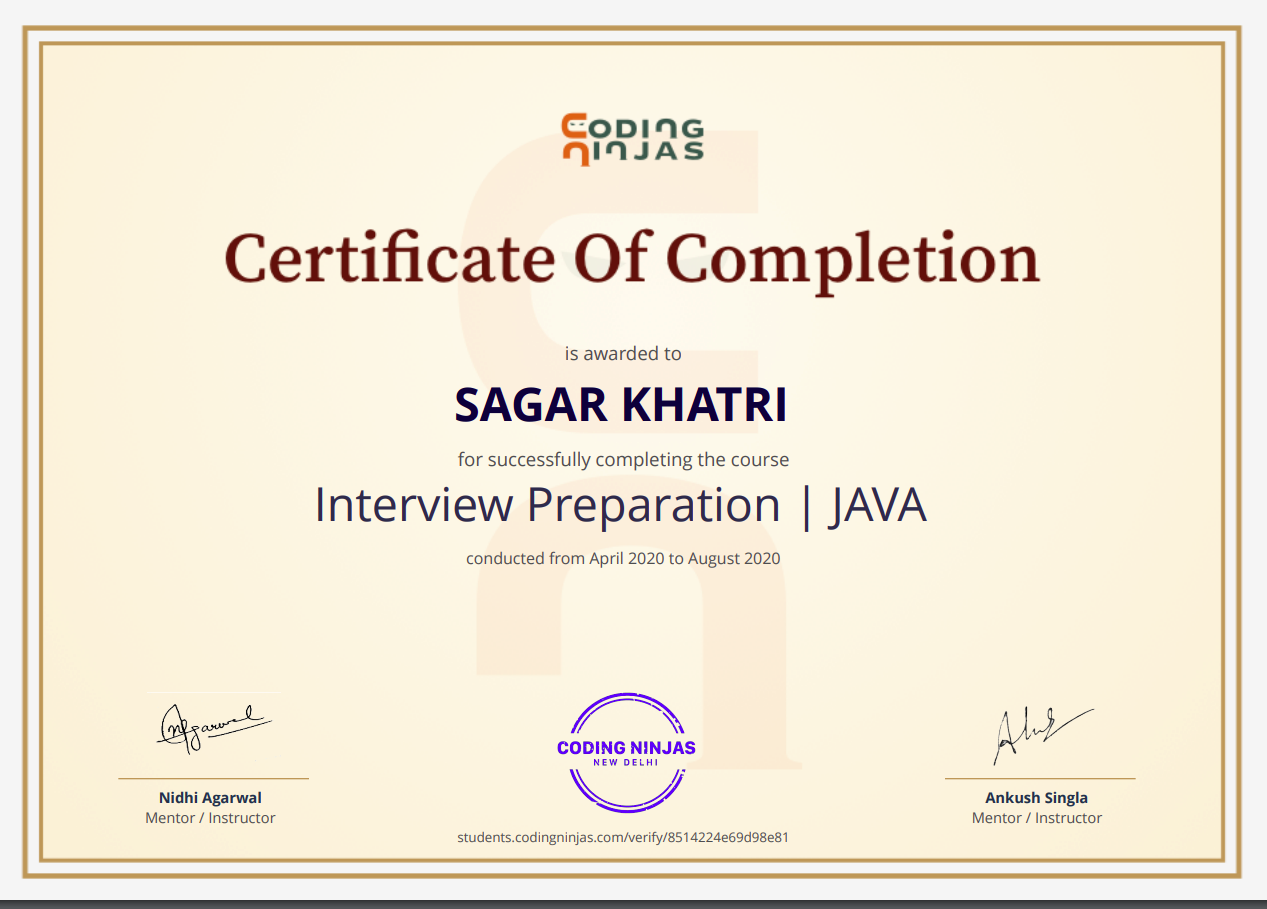 CODING
NINJAS
Certificate Of Completion
is awarded to
SAGAR KHATRI
for successfully completing the course
Interview Preparation | JAVA
conducted from April 2020 to August 2020
NAgarwal
CODING NINJAS
NEW DELHI
Nidhi Agarwal
Mentor / Instructor
Ankush Singla
Mentor / Instructor
students.codingninjas.com/verify/8514224e69d98e81